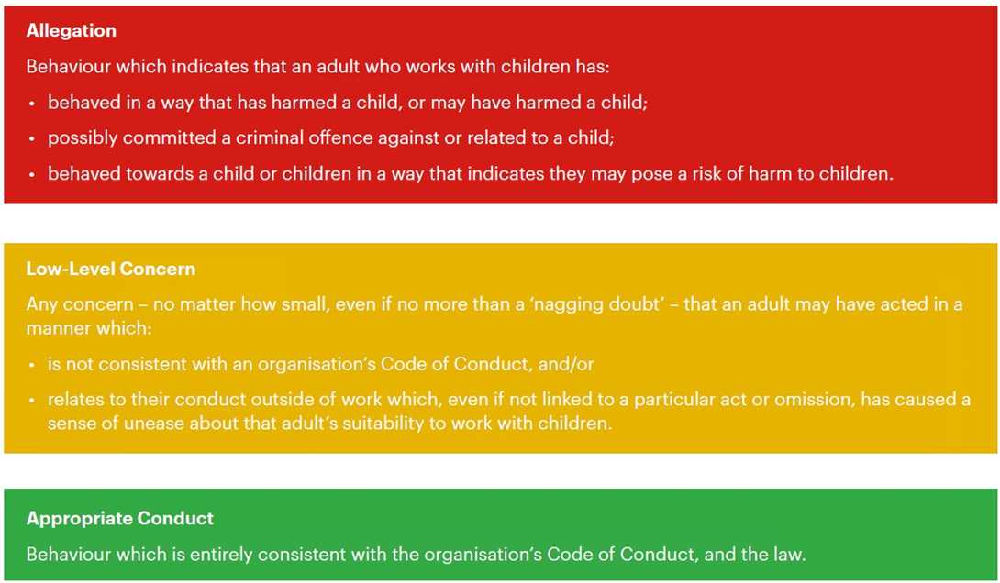 Allegation
Behaviour which indicates that an adult who works with children has:
• behaved in a way that has harmed a child, or may have harmed a child;
• possibly committed a criminal offence against or related to a child;
• behaved towards a child or children in a way that indicates they may pose a risk of harm to children.
Low-Level Concern
Any concern – no matter how small, even if no more than a ‘nagging doubt’ – that an adult may have acted in a
manner which:
• is not consistent with an organisation’s Code of Conduct, and/or
• relates to their conduct outside of work which, even if not linked to a particular act or omission, has caused a
sense of unease about that adult’s suitability to work with children.
Appropriate Conduct
Behaviour which is entirely consistent with the organisation’s Code of Conduct, and the law.